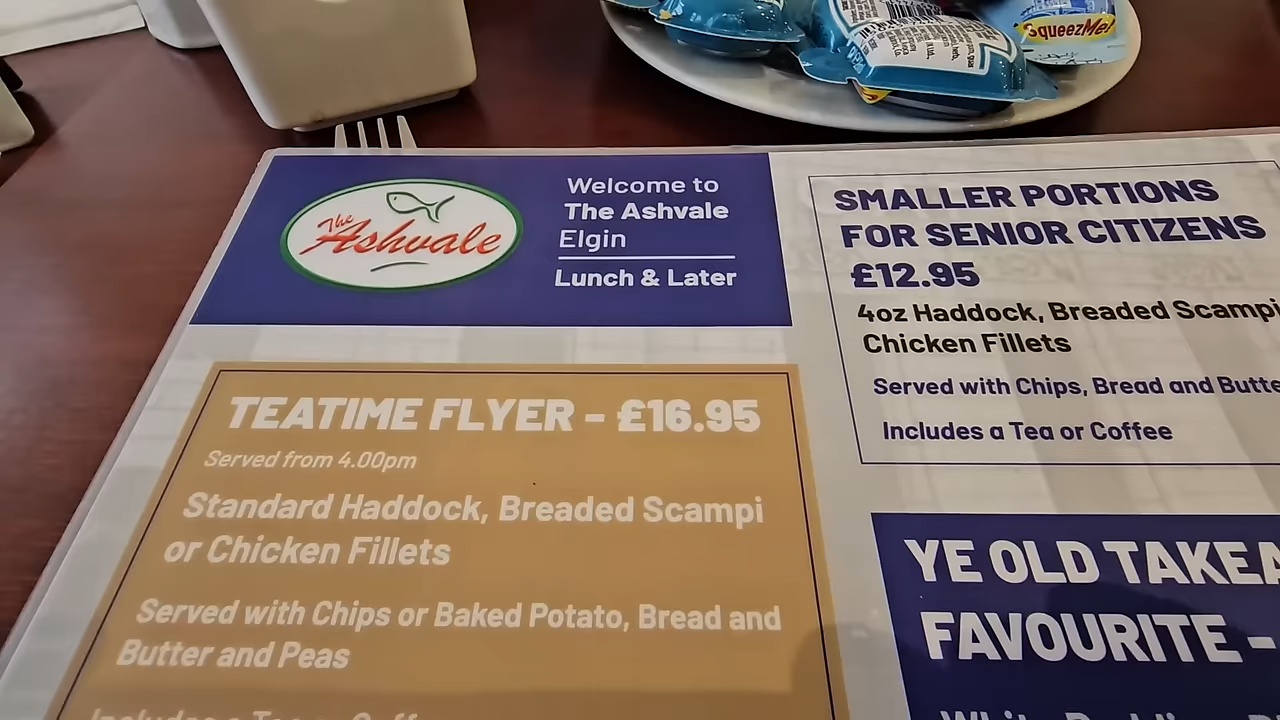 SqueezMe!
The
Ashvale
Welcome to
The Ashvale
Elgin
Lunch & Later
TEATIME FLYER - £16.95
Served from 4.00pm
Standard Haddock, Breaded Scampi
or Chicken Fillets
Served with Chips or Baked Potato, Bread and
Butter and Peas
SMALLER PORTIONS
FOR SENIOR CITIZENS
£12.95
4oz Haddock, Breaded Scampi
Chicken Fillets
Served with Chips, Bread and Butte
Includes a Tea or Coffee
YE OLD TAKEA
FAVOURITE -